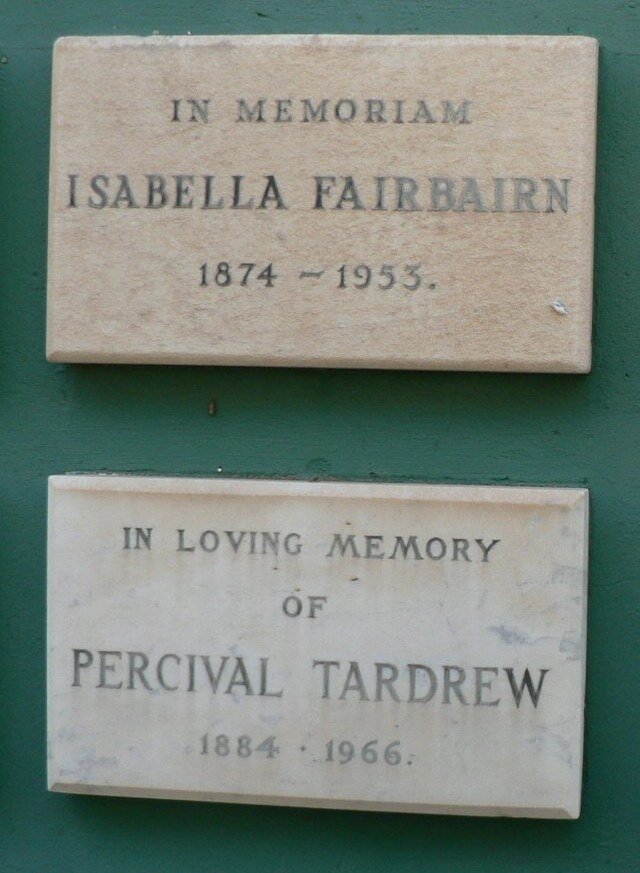 IN MEMORIAM
ISABELLA FAIRBAIRN
1874 ~ 1953.
IN LOVING MEMORY
OF
PERCIVAL TARDREW
1884 · 1966.